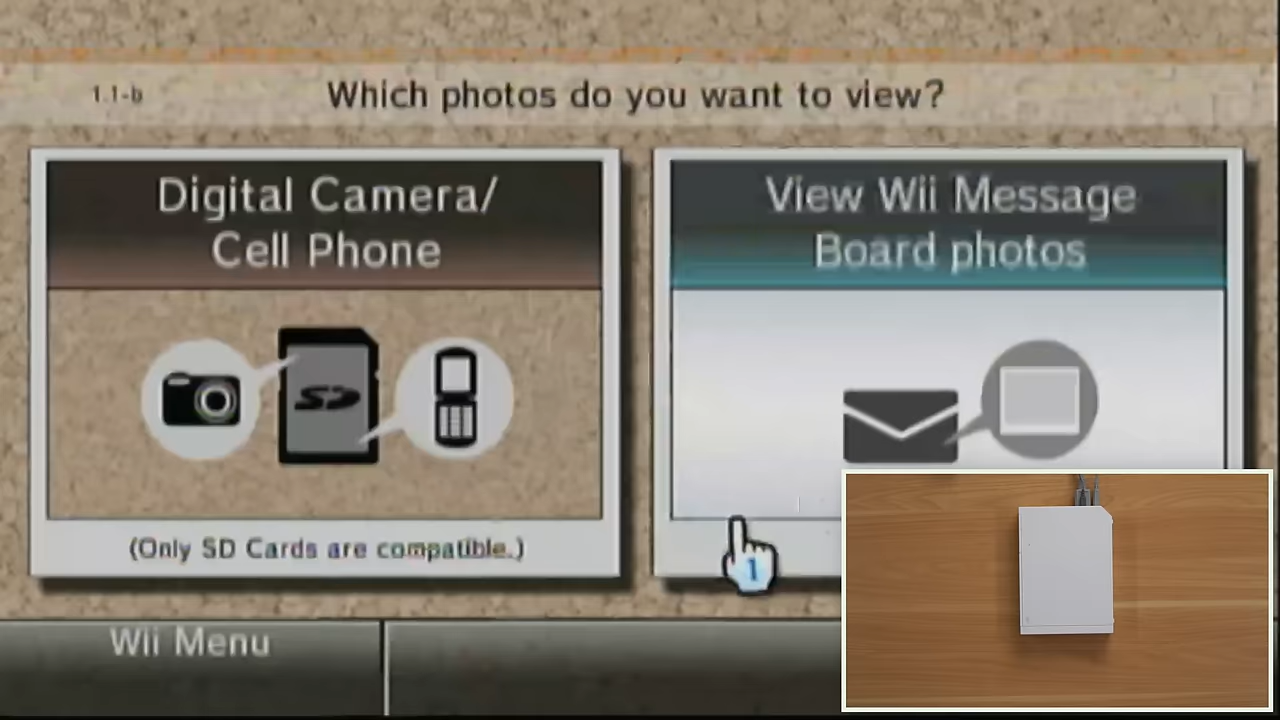 1.1-b
Which photos do you want to view?
Digital Camera/
Cell Phone
SD
(Only SD Cards are compatible.)
View Wii Message
Board photos
1
Wii Menu